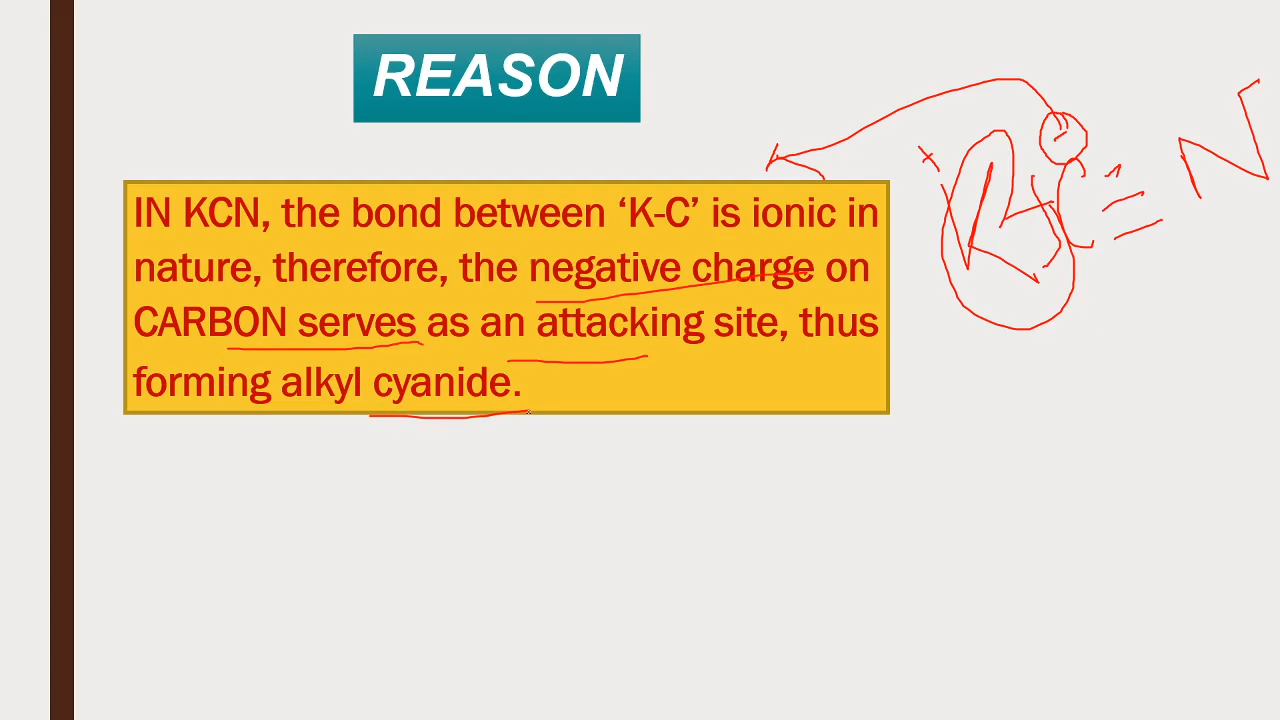 REASON
IN KCN, the bond between ‘K-C’ is ionic in
nature, therefore, the negative charge on
CARBON serves as an attacking site, thus
forming alkyl cyanide.
+ - K C ≡ N